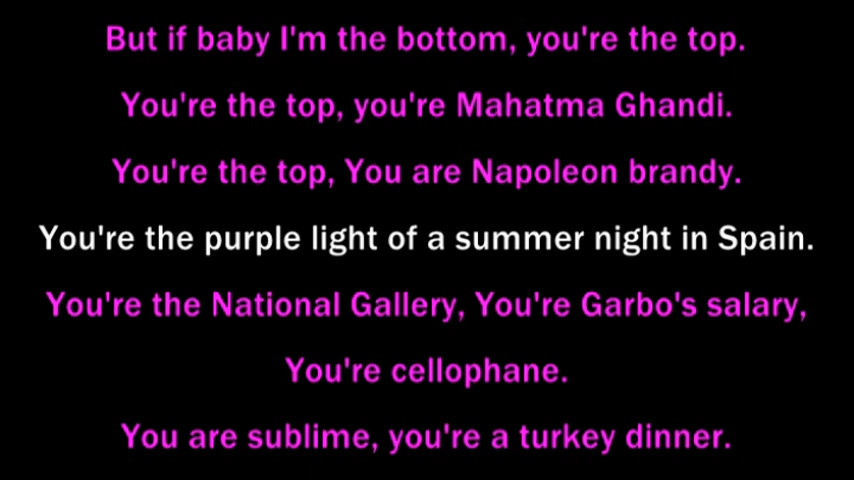 But if baby I'm the bottom, you're the top.
You're the top, you're Mahatma Ghandi.
You're the top, You are Napoleon brandy.
You're the purple light of a summer night in Spain.
You're the National Gallery, You're Garbo's salary,
You're cellophane.
You are sublime, you're a turkey dinner.